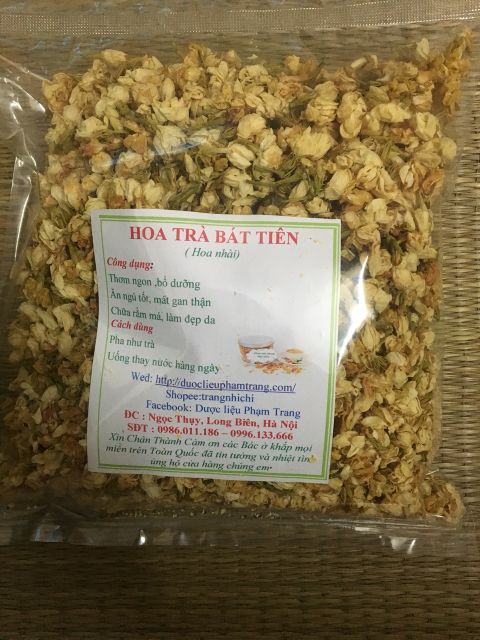 HOA TRÀ BÁT TIÊN
( Hoa nhài)
Công dụng:
Thơm ngon ,bổ dưỡng
Ăn ngủ tốt, mát gan thận
Chữa rằm má, làm đẹp da
Cách dùng
Pha như trà
Uống thay nước hàng ngày
Wed: http://duoclieuphamtrang.com/
Shopee:trangnhichi
Facebook: Dược liệu Phạm Trang
ĐC : Ngọc Thụy, Long Biên, Hà Nội
SĐT : 0986.011.186 – 0996.133.666
Xin Chân Thành Cảm ơn các Bác ở khắp mọi
miền trên Toàn Quốc đã tin tưởng và nhiệt tình
ủng hộ cửa hàng chúng em